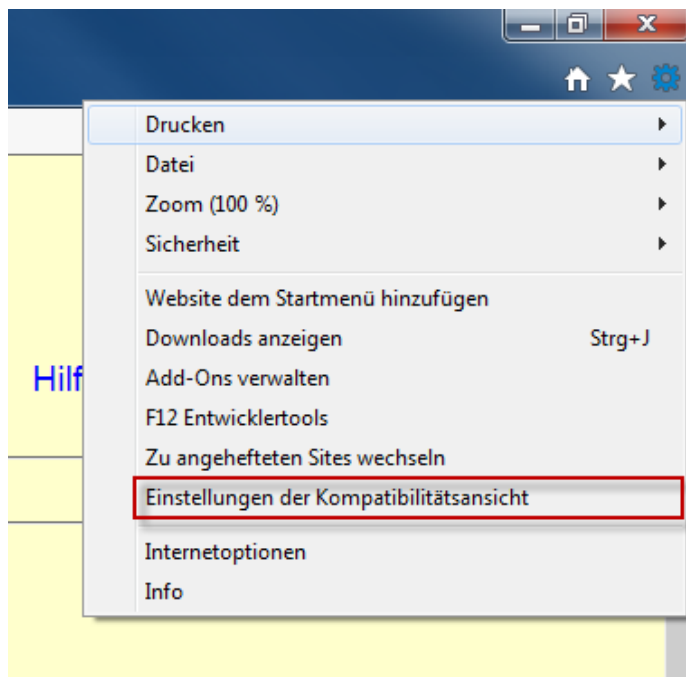 Drucken
Datei
Zoom (100 %)
Sicherheit
Website dem Startmenü hinzufügen
Downloads anzeigen Strg+J
Hilf
Add-Ons verwalten
F12 Entwicklertools
Zu angehefteten Sites wechseln
Einstellungen der Kompatibilitätsansicht
Internetoptionen
Info